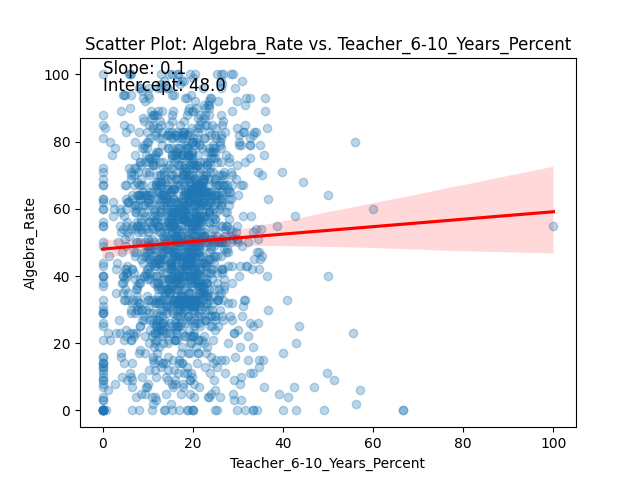 Scatter Plot: Algebra_Rate vs. Teacher_6-10_Years_Percent
Slope: 0.1
Intercept: 48.0
100
80
60
40
20
0
Algebra_Rate
0 20 40 60 80 100
Teacher_6-10_Years_Percent